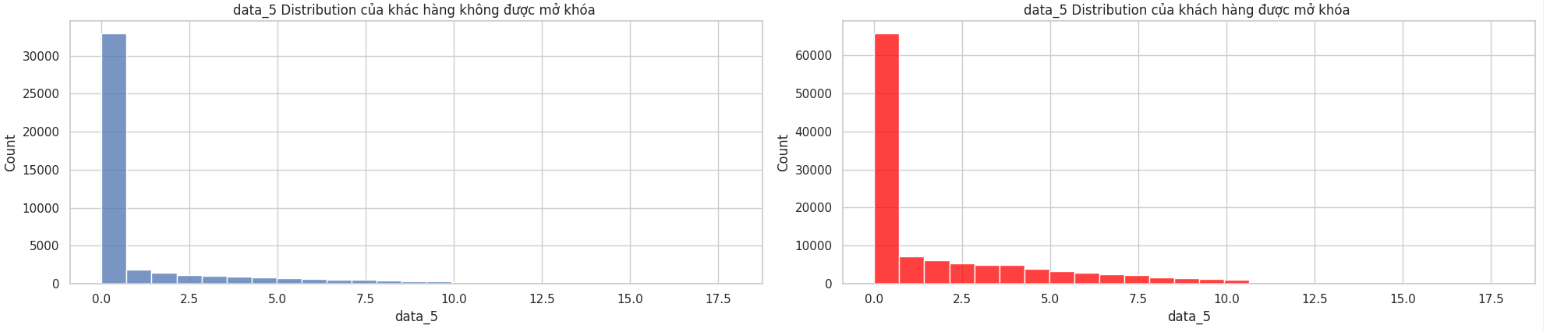 data_5 Distribution của khác hàng không được mở khóa
30000
25000
20000
15000
10000
5000
0
Count
0.0 2.5 5.0 7.5 10.0 12.5 15.0 17.5
data_5
data_5 Distribution của khách hàng được mở khóa
60000
50000
40000
30000
20000
10000
0
Count
0.0 2.5 5.0 7.5 10.0 12.5 15.0 17.5
data_5